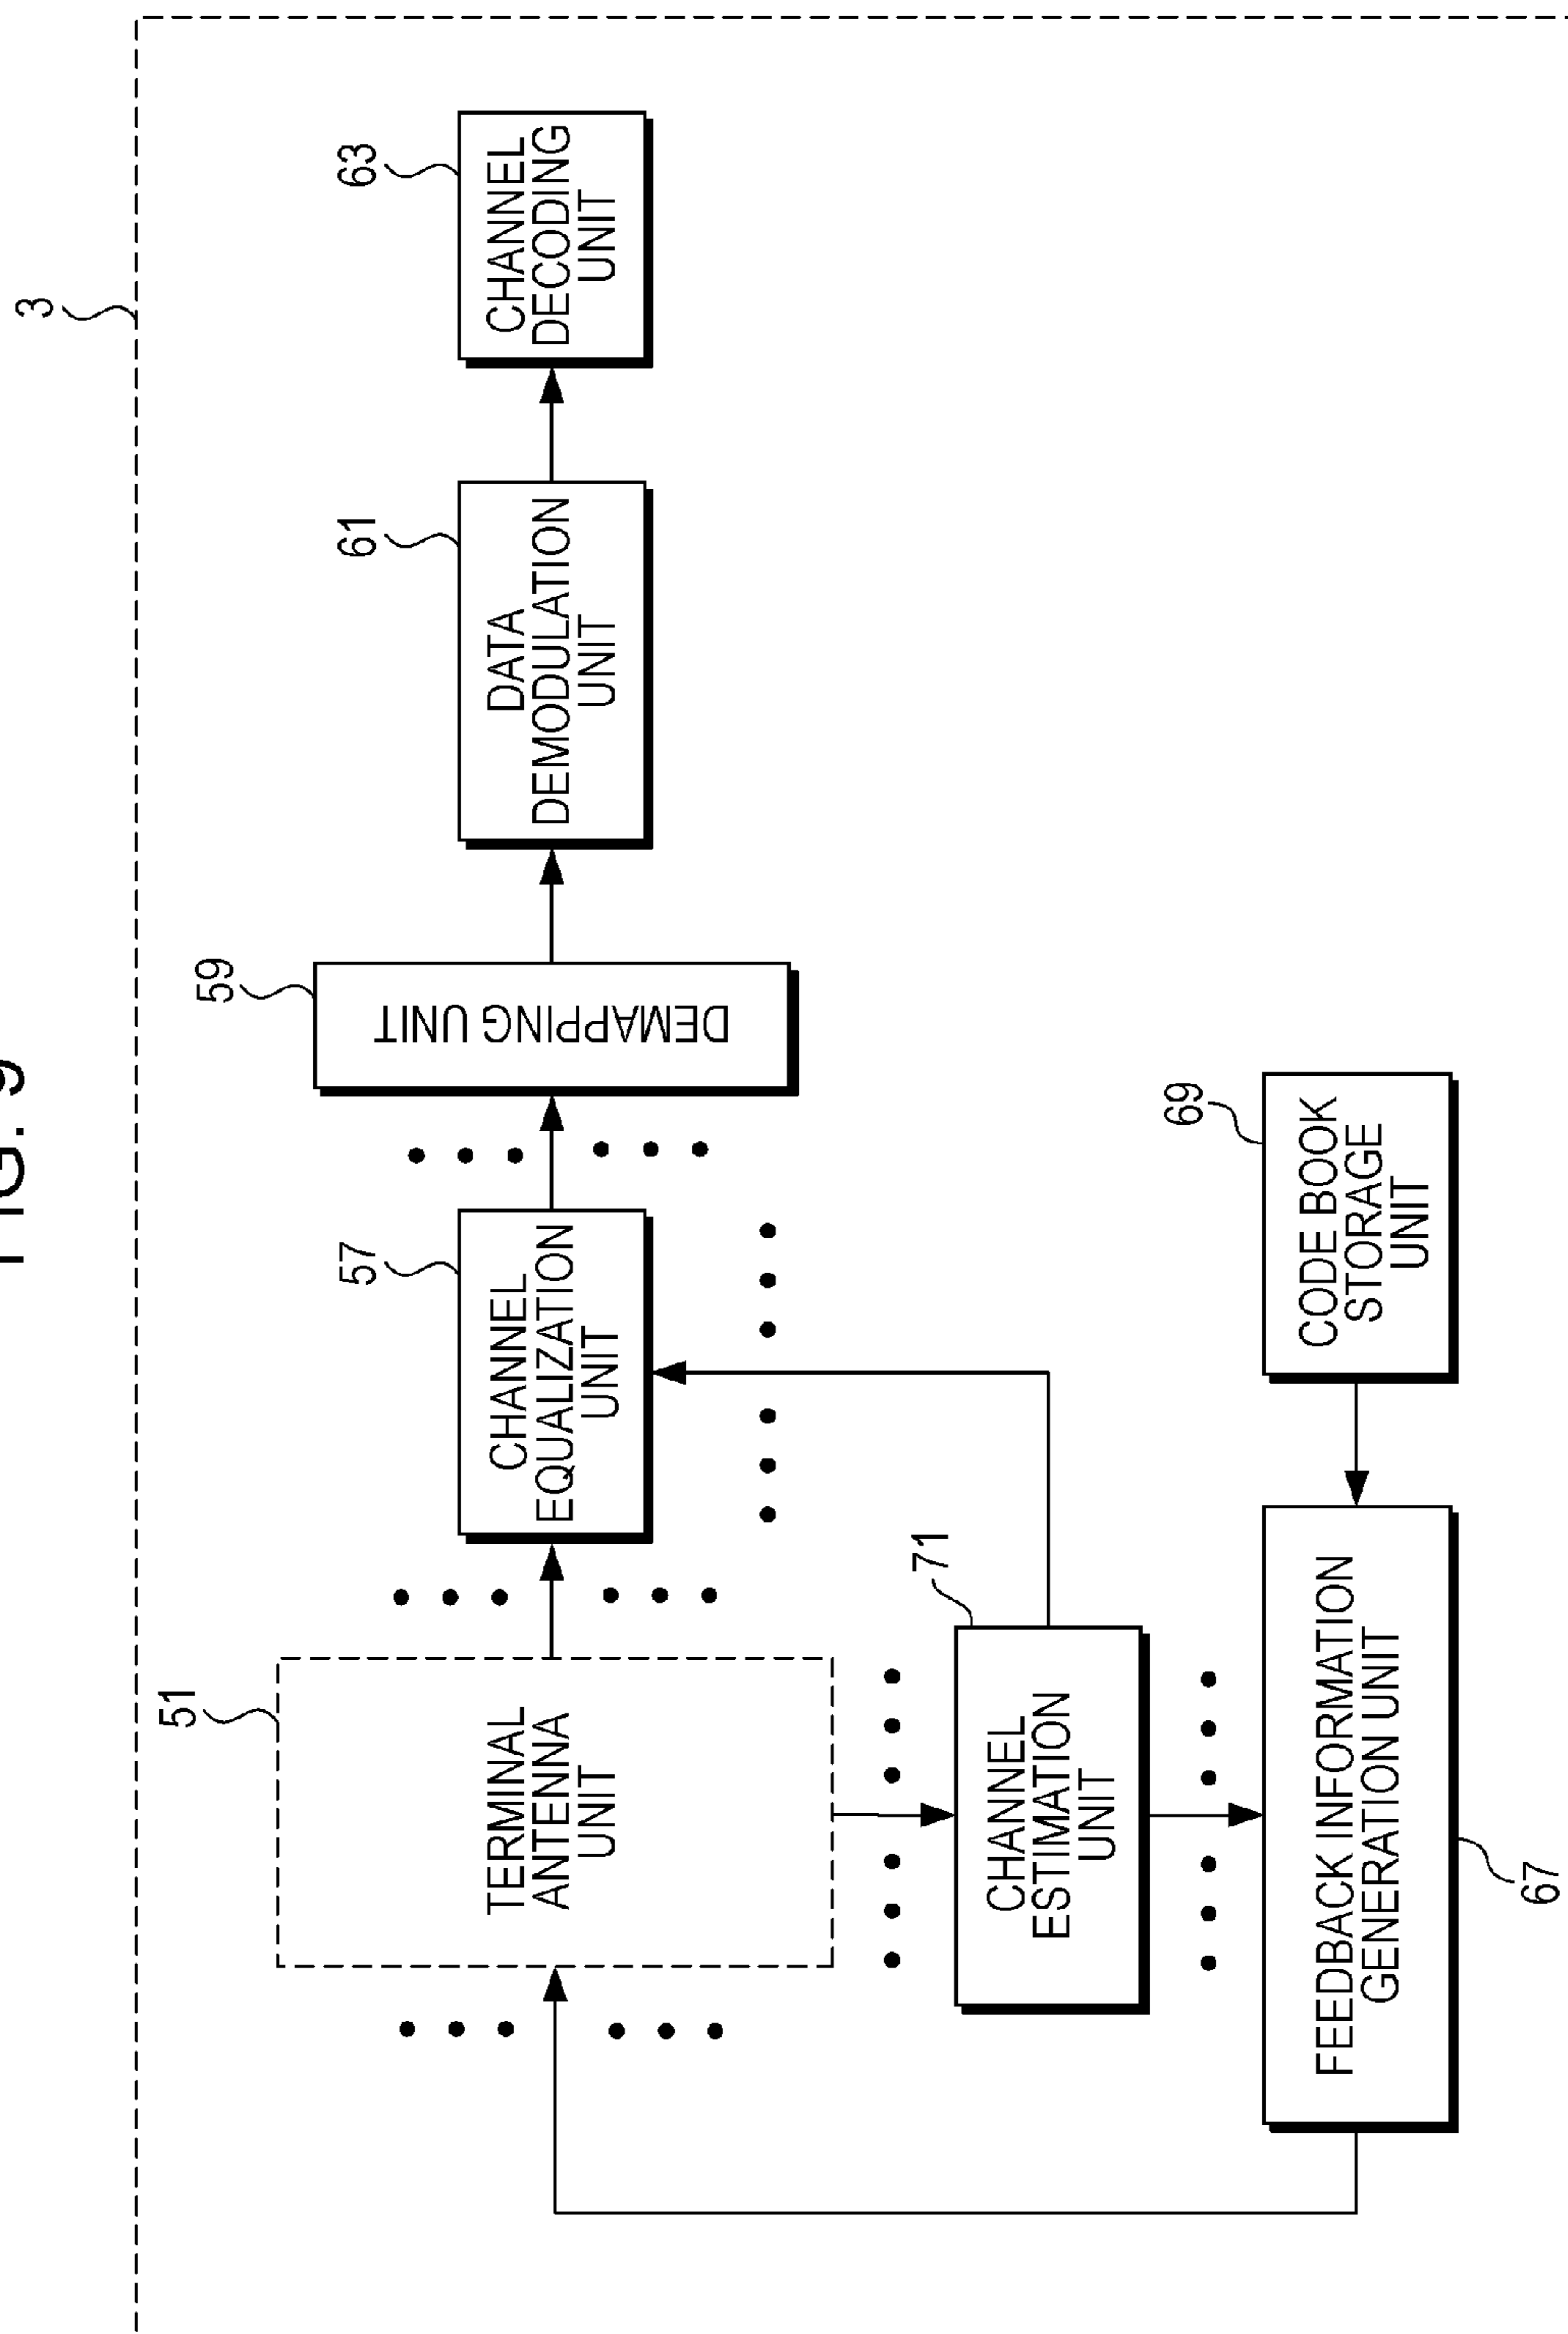 FIG. 9
3
51
TERMINAL
ANTENNA
UNIT
57
CHANNEL
EQUALIZATION
UNIT
59
DEMAPPING UNIT
61
DATA
DEMODULATION
UNIT
63
CHANNEL
DECODING
UNIT
71
CHANNEL
ESTIMATION
UNIT
FEEDBACK INFORMATION
GENERATION UNIT
67
69
CODE BOOK
STORAGE
UNIT